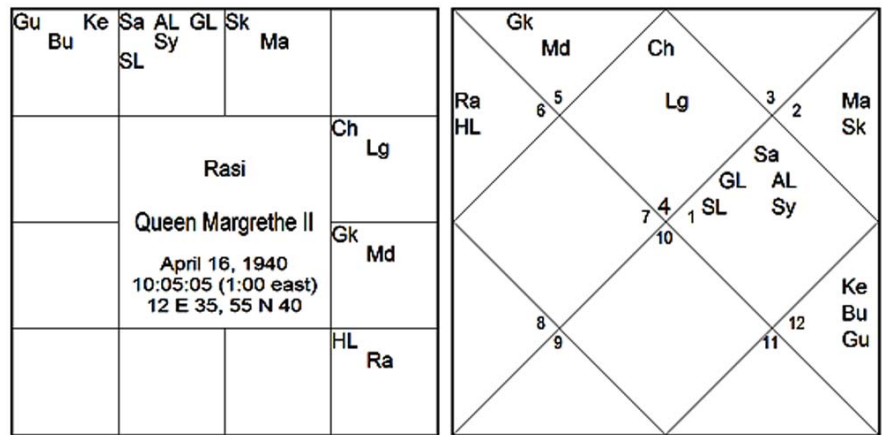 Gu Ke
Bu
Sa AL GL
Sy
SL
Sk
Ma
Ch
Lg
Rasi
Queen Margrethe II
April 16, 1940
10:05:05 (1:00 east)
12 E 35, 55 N 40
Gk
Md
HL
Ra
Gk
Md
Ch
Ra
HL
6 5
Lg
3 2
Ma
Sk
Sa
GL AL
SL Sy
7 4 1
10
Ke
Bu
Gu
8
9
12
11